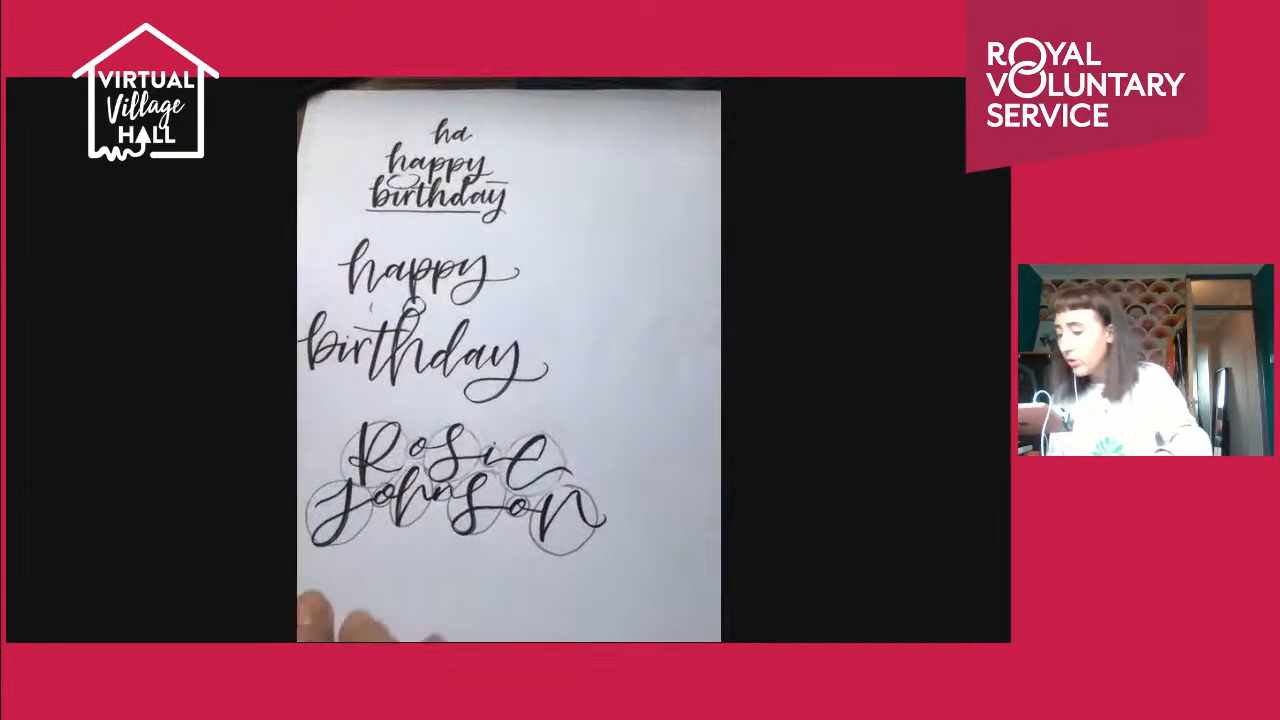 VIRTUAL
Village
HALL
ROYAL
VOLUNTARY
SERVICE
ha
happy
birthday
happy
birthday
Rosie
Johnson